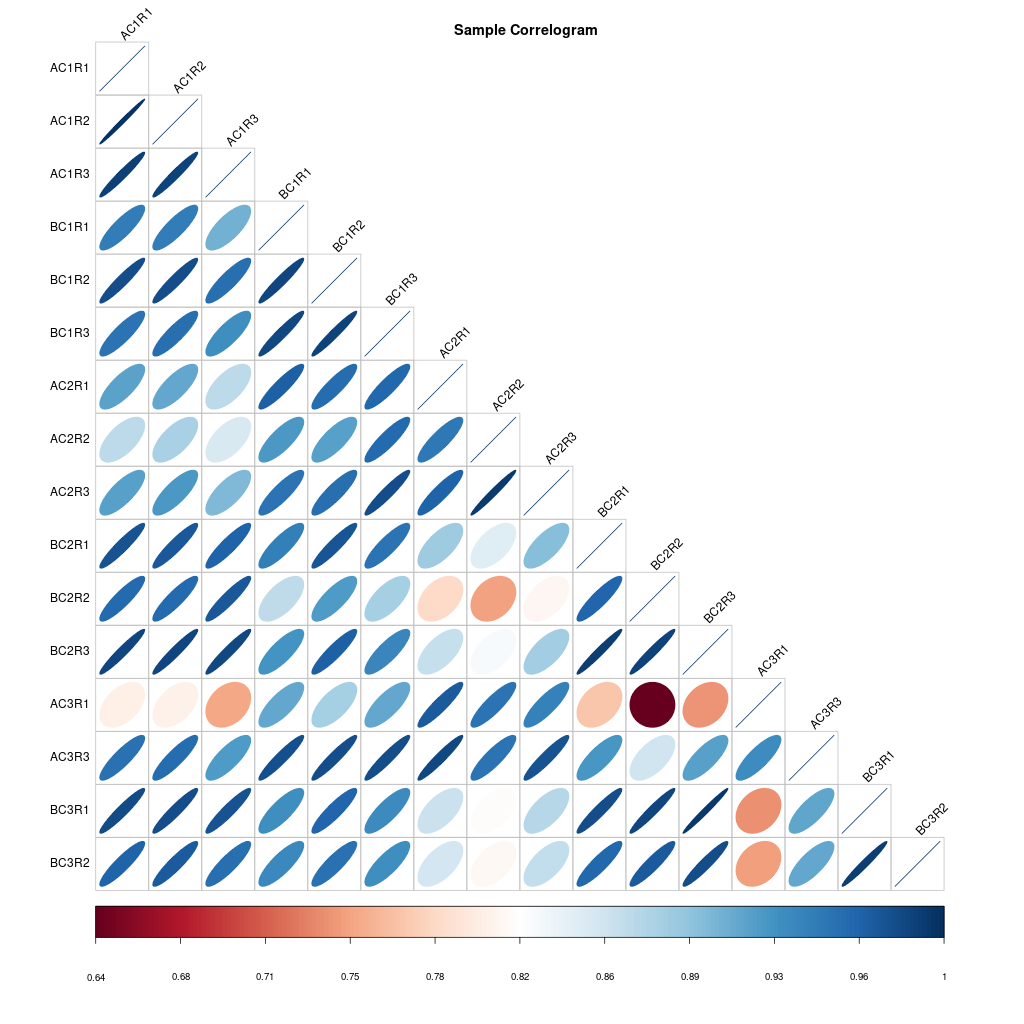 Sample Correlogram
AC1R1
AC1R2
AC1R3
BC1R1
BC1R2
BC1R3
AC2R1
AC2R2
AC2R3
BC2R1
BC2R2
BC2R3
AC3R1
AC3R3
BC3R1
BC3R2
AC1R1
AC1R2
AC1R3
BC1R1
BC1R2
BC1R3
AC2R1
AC2R2
AC2R3
BC2R1
BC2R2
BC2R3
AC3R1
AC3R3
BC3R1
BC3R2
0.64 0.68 0.71 0.75 0.78 0.82 0.86 0.89 0.93 0.96 1